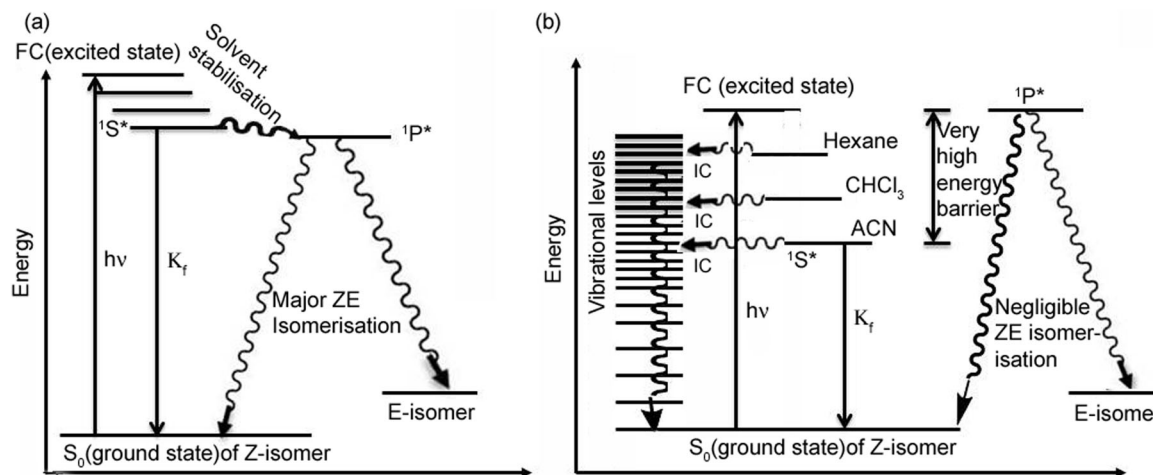 (a)
FC(excited state)
Solvent
stabilisation
¹S*
¹P*
Energy
hν
K_f
Major ZE
Isomerisation
E-isomer
S₀(ground state)of Z-isomer
(b)
FC (excited state)
¹P*
Hexane
IC
CHCl₃
IC
ACN
IC
¹S*
Very
high
energy
barrier
Energy
Vibrational levels
hν
K_f
Negligible
ZE isomer-
isation
E-isomer
S₀(ground state)of Z-isomer